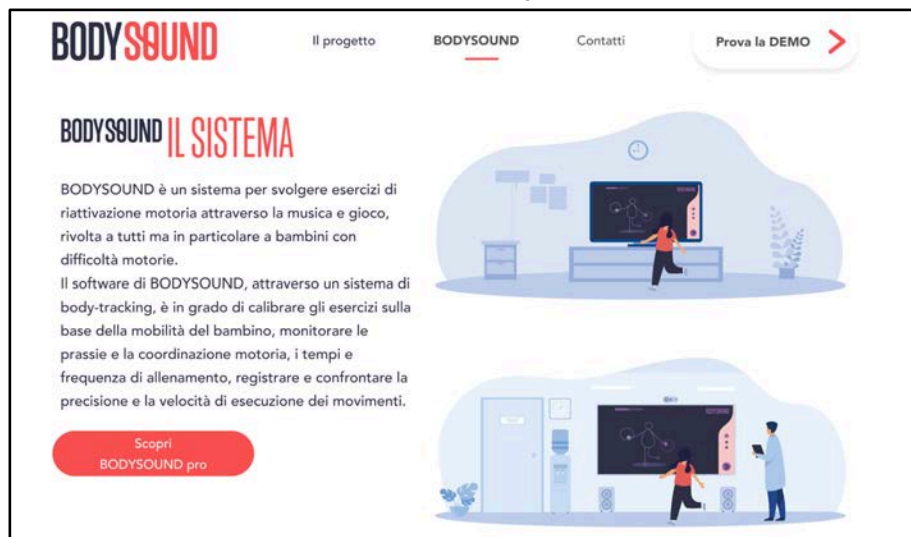 BODYSOUND
Il progetto
BODYSOUND
Contatti
Prova la DEMO
BODYSOUND IL SISTEMA
BODYSOUND è un sistema per svolgere esercizi di
riattivazione motoria attraverso la musica e gioco,
rivolta a tutti ma in particolare a bambini con
difficoltà motorie.
Il software di BODYSOUND, attraverso un sistema di
body-tracking, è in grado di calibrare gli esercizi sulla
base della mobilità del bambino, monitorare le
prassie e la coordinazione motoria, i tempi e
frequenza di allenamento, registrare e confrontare la
precisione e la velocità di esecuzione dei movimenti.
Scopri
BODYSOUND pro